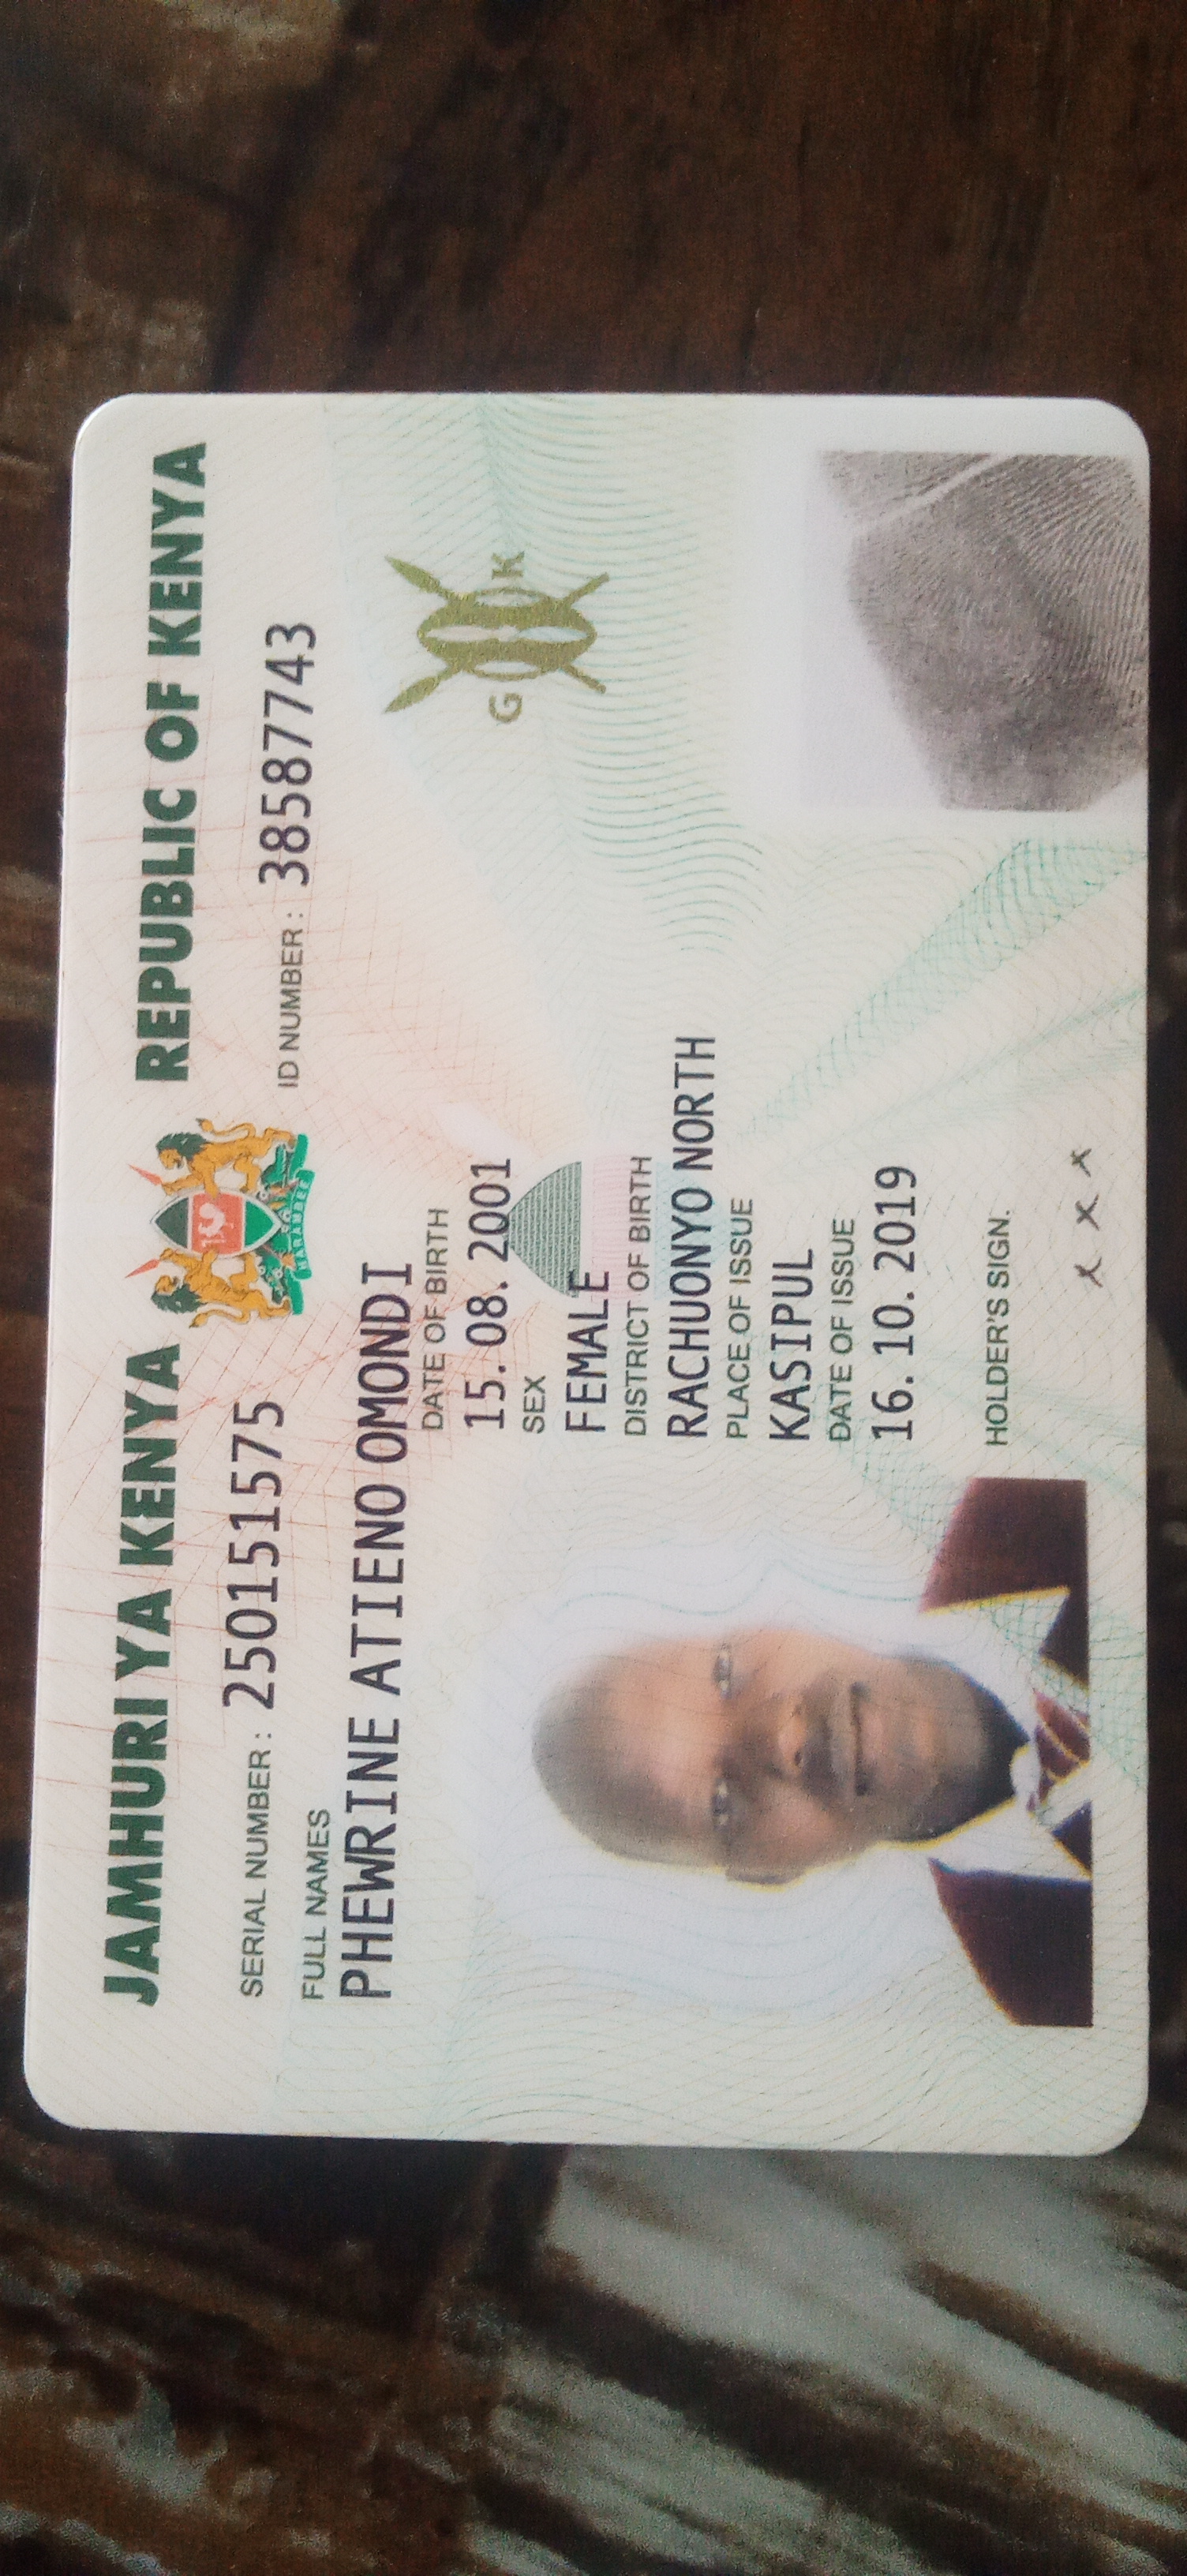 JAMHURI YA KENYA REPUBLIC OF KENYA
HARAMBEE
SERIAL NUMBER : 250151575 ID NUMBER : 38587743
FULL NAMES
PHEWRINE ATIENO OMONDI
DATE OF BIRTH
15. 08. 2001
G K
SEX
FEMALE
DISTRICT OF BIRTH
RACHUONYO NORTH
PLACE OF ISSUE
KASIPUL
DATE OF ISSUE
16. 10. 2019
HOLDER'S SIGN.
x x x